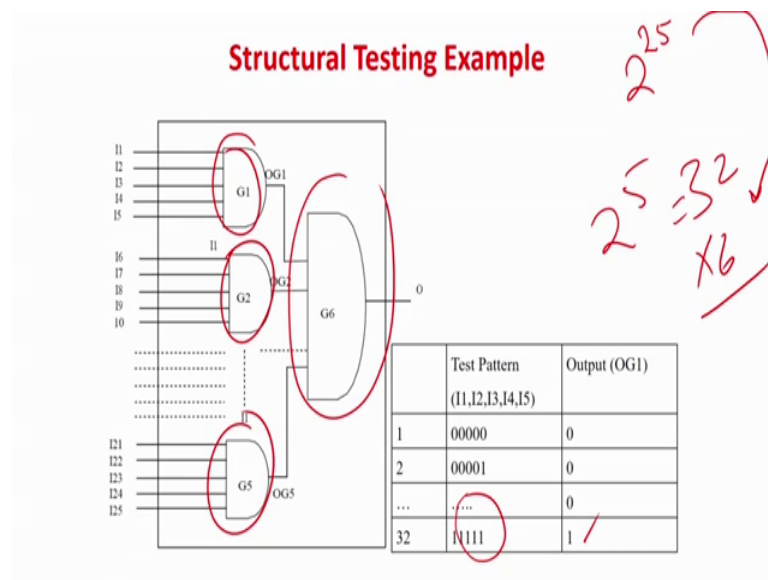 Structural Testing Example
2^25
2^5 = 32
X6
I1
I2
I3
I4
I5
G1
OG1
I1
I6
I7
I8
I9
I0
G2
OG2
G6
O
I21
I22
I23
I24
I25
G5
OG5
Test Pattern Output (OG1)
(I1,I2,I3,I4,I5)
1 00000 0
2 00001 0
... ..... 0
32 11111 1